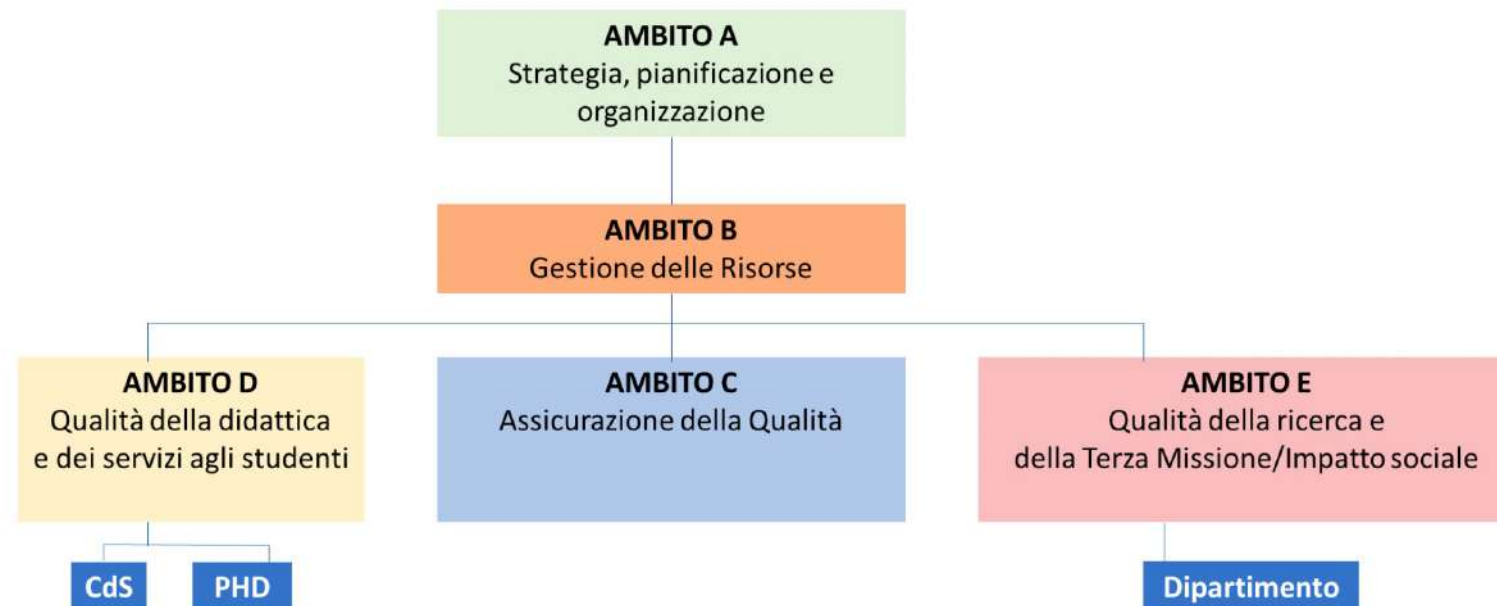 AMBITO A
Strategia, pianificazione e
organizzazione
AMBITO B
Gestione delle Risorse
AMBITO D
Qualità della didattica
e dei servizi agli studenti
AMBITO C
Assicurazione della Qualità
AMBITO E
Qualità della ricerca e
della Terza Missione/Impatto sociale
CdS
PHD
Dipartimento